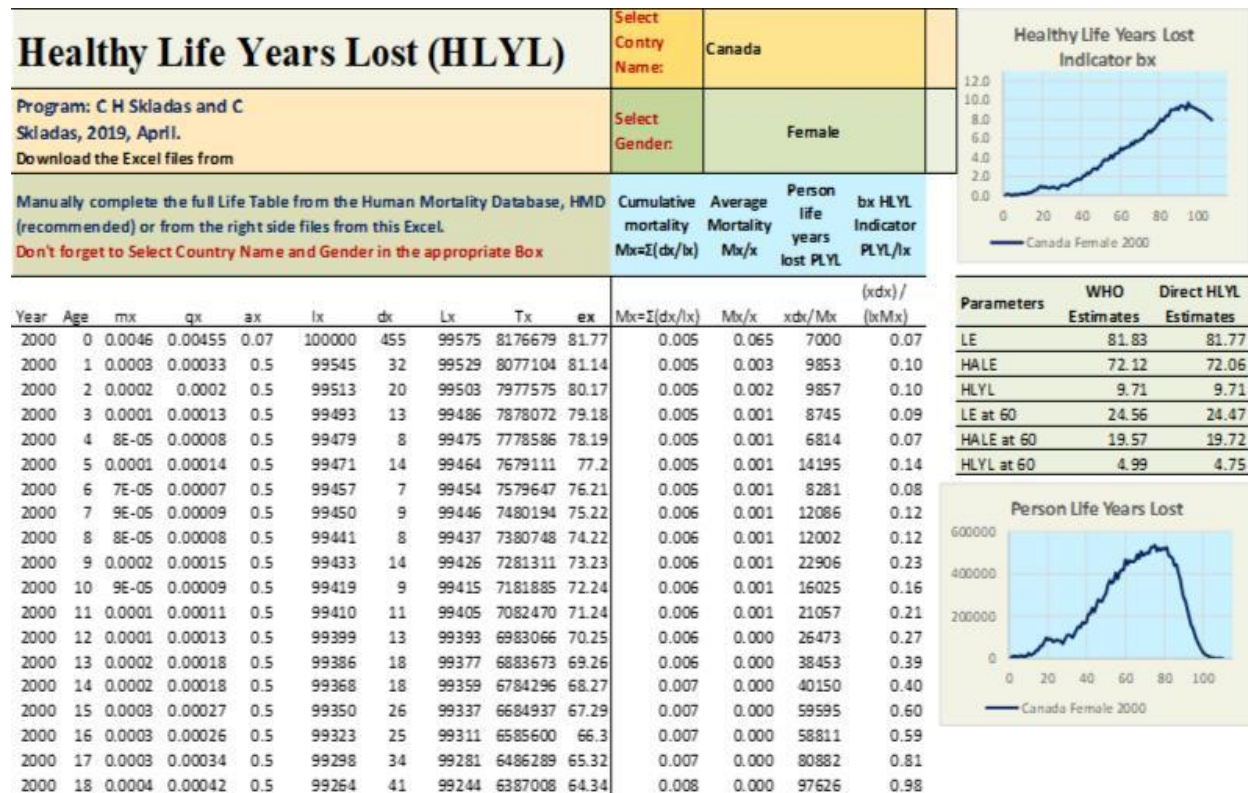 Healthy Life Years Lost (HLYL)
Select
Contry
Name:
Canada
Program: C H Skiadas and C
Skiadas, 2019, April.
Download the Excel files from
Select
Gender:
Female
Manually complete the full Life Table from the Human Mortality Database, HMD
(recommended) or from the right side files from this Excel.
Don't forget to Select Country Name and Gender in the appropriate Box
Cumulative
mortality
Mx=Σ(dx/lx)
Average
Mortality
Mx/x
Person
life
years
lost PLYL
bx HLYL
Indicator
PLYL/lx
Year Age mx qx ax lx dx Lx Tx ex Mx=Σ(dx/lx) Mx/x xdx/Mx (xdx)/
(lxMx)
2000 0 0.0046 0.00455 0.07 100000 455 99575 8176679 81.77 0.005 0.065 7000 0.07
2000 1 0.0003 0.00033 0.5 99545 32 99529 8077104 81.14 0.005 0.003 9853 0.10
2000 2 0.0002 0.0002 0.5 99513 20 99503 7977575 80.17 0.005 0.002 9857 0.10
2000 3 0.0001 0.00013 0.5 99493 13 99486 7878072 79.18 0.005 0.001 8745 0.09
2000 4 8E-05 0.00008 0.5 99479 8 99475 7778586 78.19 0.005 0.001 6814 0.07
2000 5 0.0001 0.00014 0.5 99471 14 99464 7679111 77.2 0.005 0.001 14195 0.14
2000 6 7E-05 0.00007 0.5 99457 7 99454 7579647 76.21 0.005 0.001 8281 0.08
2000 7 9E-05 0.00009 0.5 99450 9 99446 7480194 75.22 0.006 0.001 12086 0.12
2000 8 8E-05 0.00008 0.5 99441 8 99437 7380748 74.22 0.006 0.001 12002 0.12
2000 9 0.0002 0.00015 0.5 99433 14 99426 7281311 73.23 0.006 0.001 22906 0.23
2000 10 9E-05 0.00009 0.5 99419 9 99415 7181885 72.24 0.006 0.001 16025 0.16
2000 11 0.0001 0.00011 0.5 99410 11 99405 7082470 71.24 0.006 0.001 21057 0.21
2000 12 0.0001 0.00013 0.5 99399 13 99393 6983066 70.25 0.006 0.000 26473 0.27
2000 13 0.0002 0.00018 0.5 99386 18 99377 6883673 69.26 0.006 0.000 38453 0.39
2000 14 0.0002 0.00018 0.5 99368 18 99359 6784296 68.27 0.007 0.000 40150 0.40
2000 15 0.0003 0.00027 0.5 99350 26 99337 6684937 67.29 0.007 0.000 59595 0.60
2000 16 0.0003 0.00026 0.5 99323 25 99311 6585600 66.3 0.007 0.000 58811 0.59
2000 17 0.0003 0.00034 0.5 99298 34 99281 6486289 65.32 0.007 0.000 80882 0.81
2000 18 0.0004 0.00042 0.5 99264 41 99244 6387008 64.34 0.008 0.000 97626 0.98
Healthy Life Years Lost
Indicator bx
12.0
10.0
8.0
6.0
4.0
2.0
0.0
0 20 40 60 80 100
Canada Female 2000
Parameters WHO Estimates Direct HLYL Estimates
LE 81.83 81.77
HALE 72.12 72.06
HLYL 9.71 9.71
LE at 60 24.56 24.47
HALE at 60 19.57 19.72
HLYL at 60 4.99 4.75
Person Life Years Lost
600000
400000
200000
0
0 20 40 60 80 100
Canada Female 2000